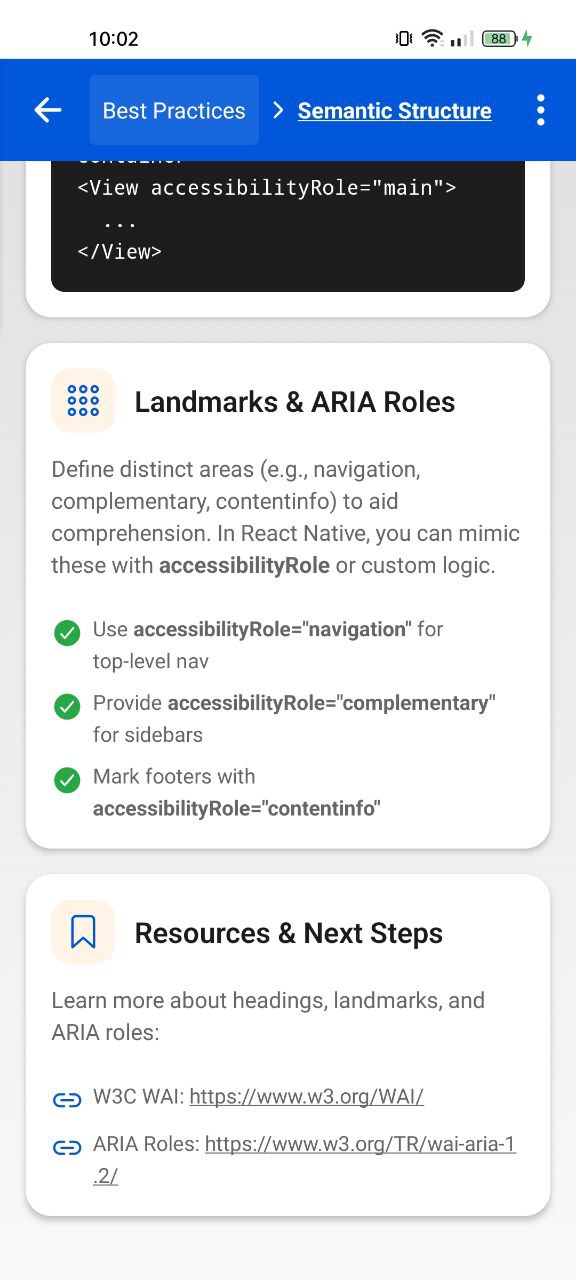 10:02
88
Best Practices
Semantic Structure
container
<View accessibilityRole="main">
...
</View>
Landmarks & ARIA Roles
Define distinct areas (e.g., navigation,
complementary, contentinfo) to aid
comprehension. In React Native, you can mimic
these with accessibilityRole or custom logic.
Use accessibilityRole="navigation" for
top-level nav
Provide accessibilityRole="complementary"
for sidebars
Mark footers with
accessibilityRole="contentinfo"
Resources & Next Steps
Learn more about headings, landmarks, and
ARIA roles:
W3C WAI: https://www.w3.org/WAI/
ARIA Roles: https://www.w3.org/TR/wai-aria-1
.2/